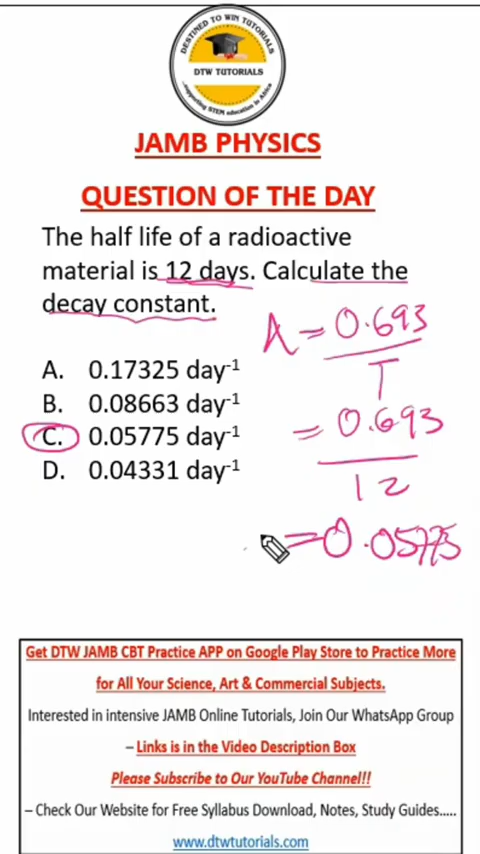 DESTINED TO WIN TUTORIALS
DTW TUTORIALS
...supporting STEM education in Africa
JAMB PHYSICS
QUESTION OF THE DAY
The half life of a radioactive
material is 12 days. Calculate the
decay constant.
A. 0.17325 day⁻¹
B. 0.08663 day⁻¹
C. 0.05775 day⁻¹
D. 0.04331 day⁻¹
λ = 0.693
T
= 0.693
12
= 0.05775
Get DTW JAMB CBT Practice APP on Google Play Store to Practice More
for All Your Science, Art & Commercial Subjects.
Interested in intensive JAMB Online Tutorials, Join Our WhatsApp Group
– Links is in the Video Description Box
Please Subscribe to Our YouTube Channel!!!
– Check Our Website for Free Syllabus Download, Notes, Study Guides.....
www.dtwtutorials.com